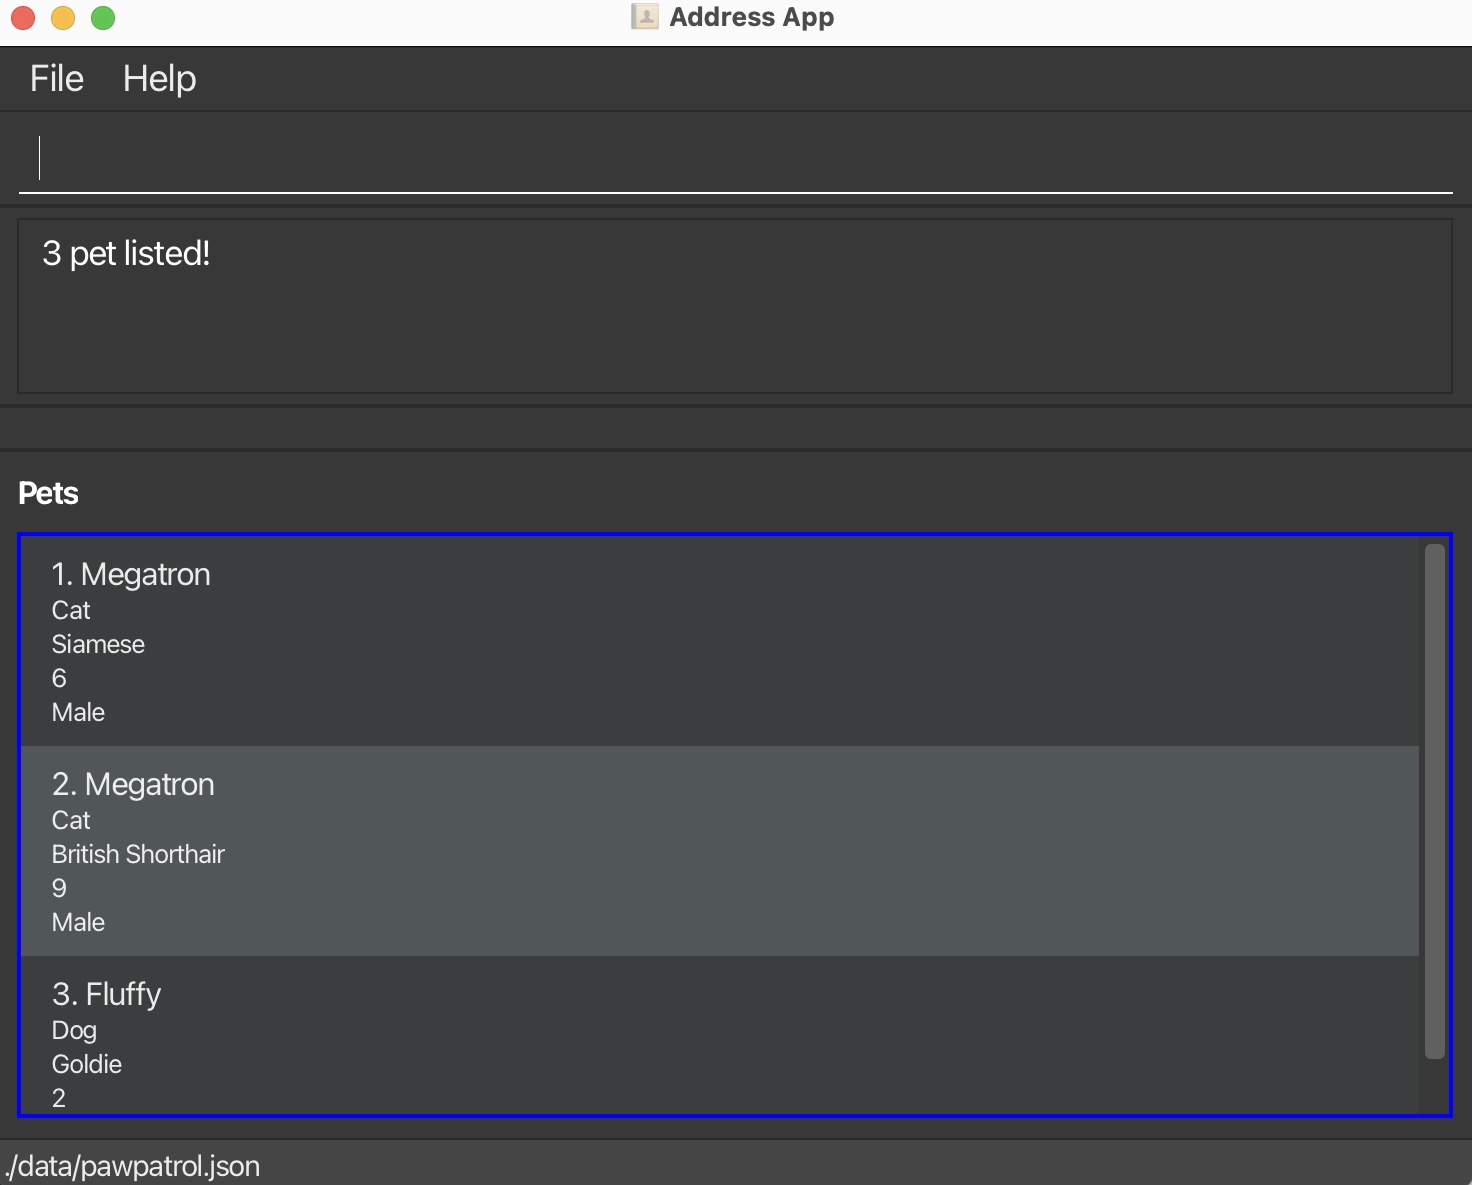 Address App
File Help
3 pet listed!
Pets
1. Megatron
Cat
Siamese
6
Male
2. Megatron
Cat
British Shorthair
9
Male
3. Fluffy
Dog
Goldie
2
./data/pawpatrol.json